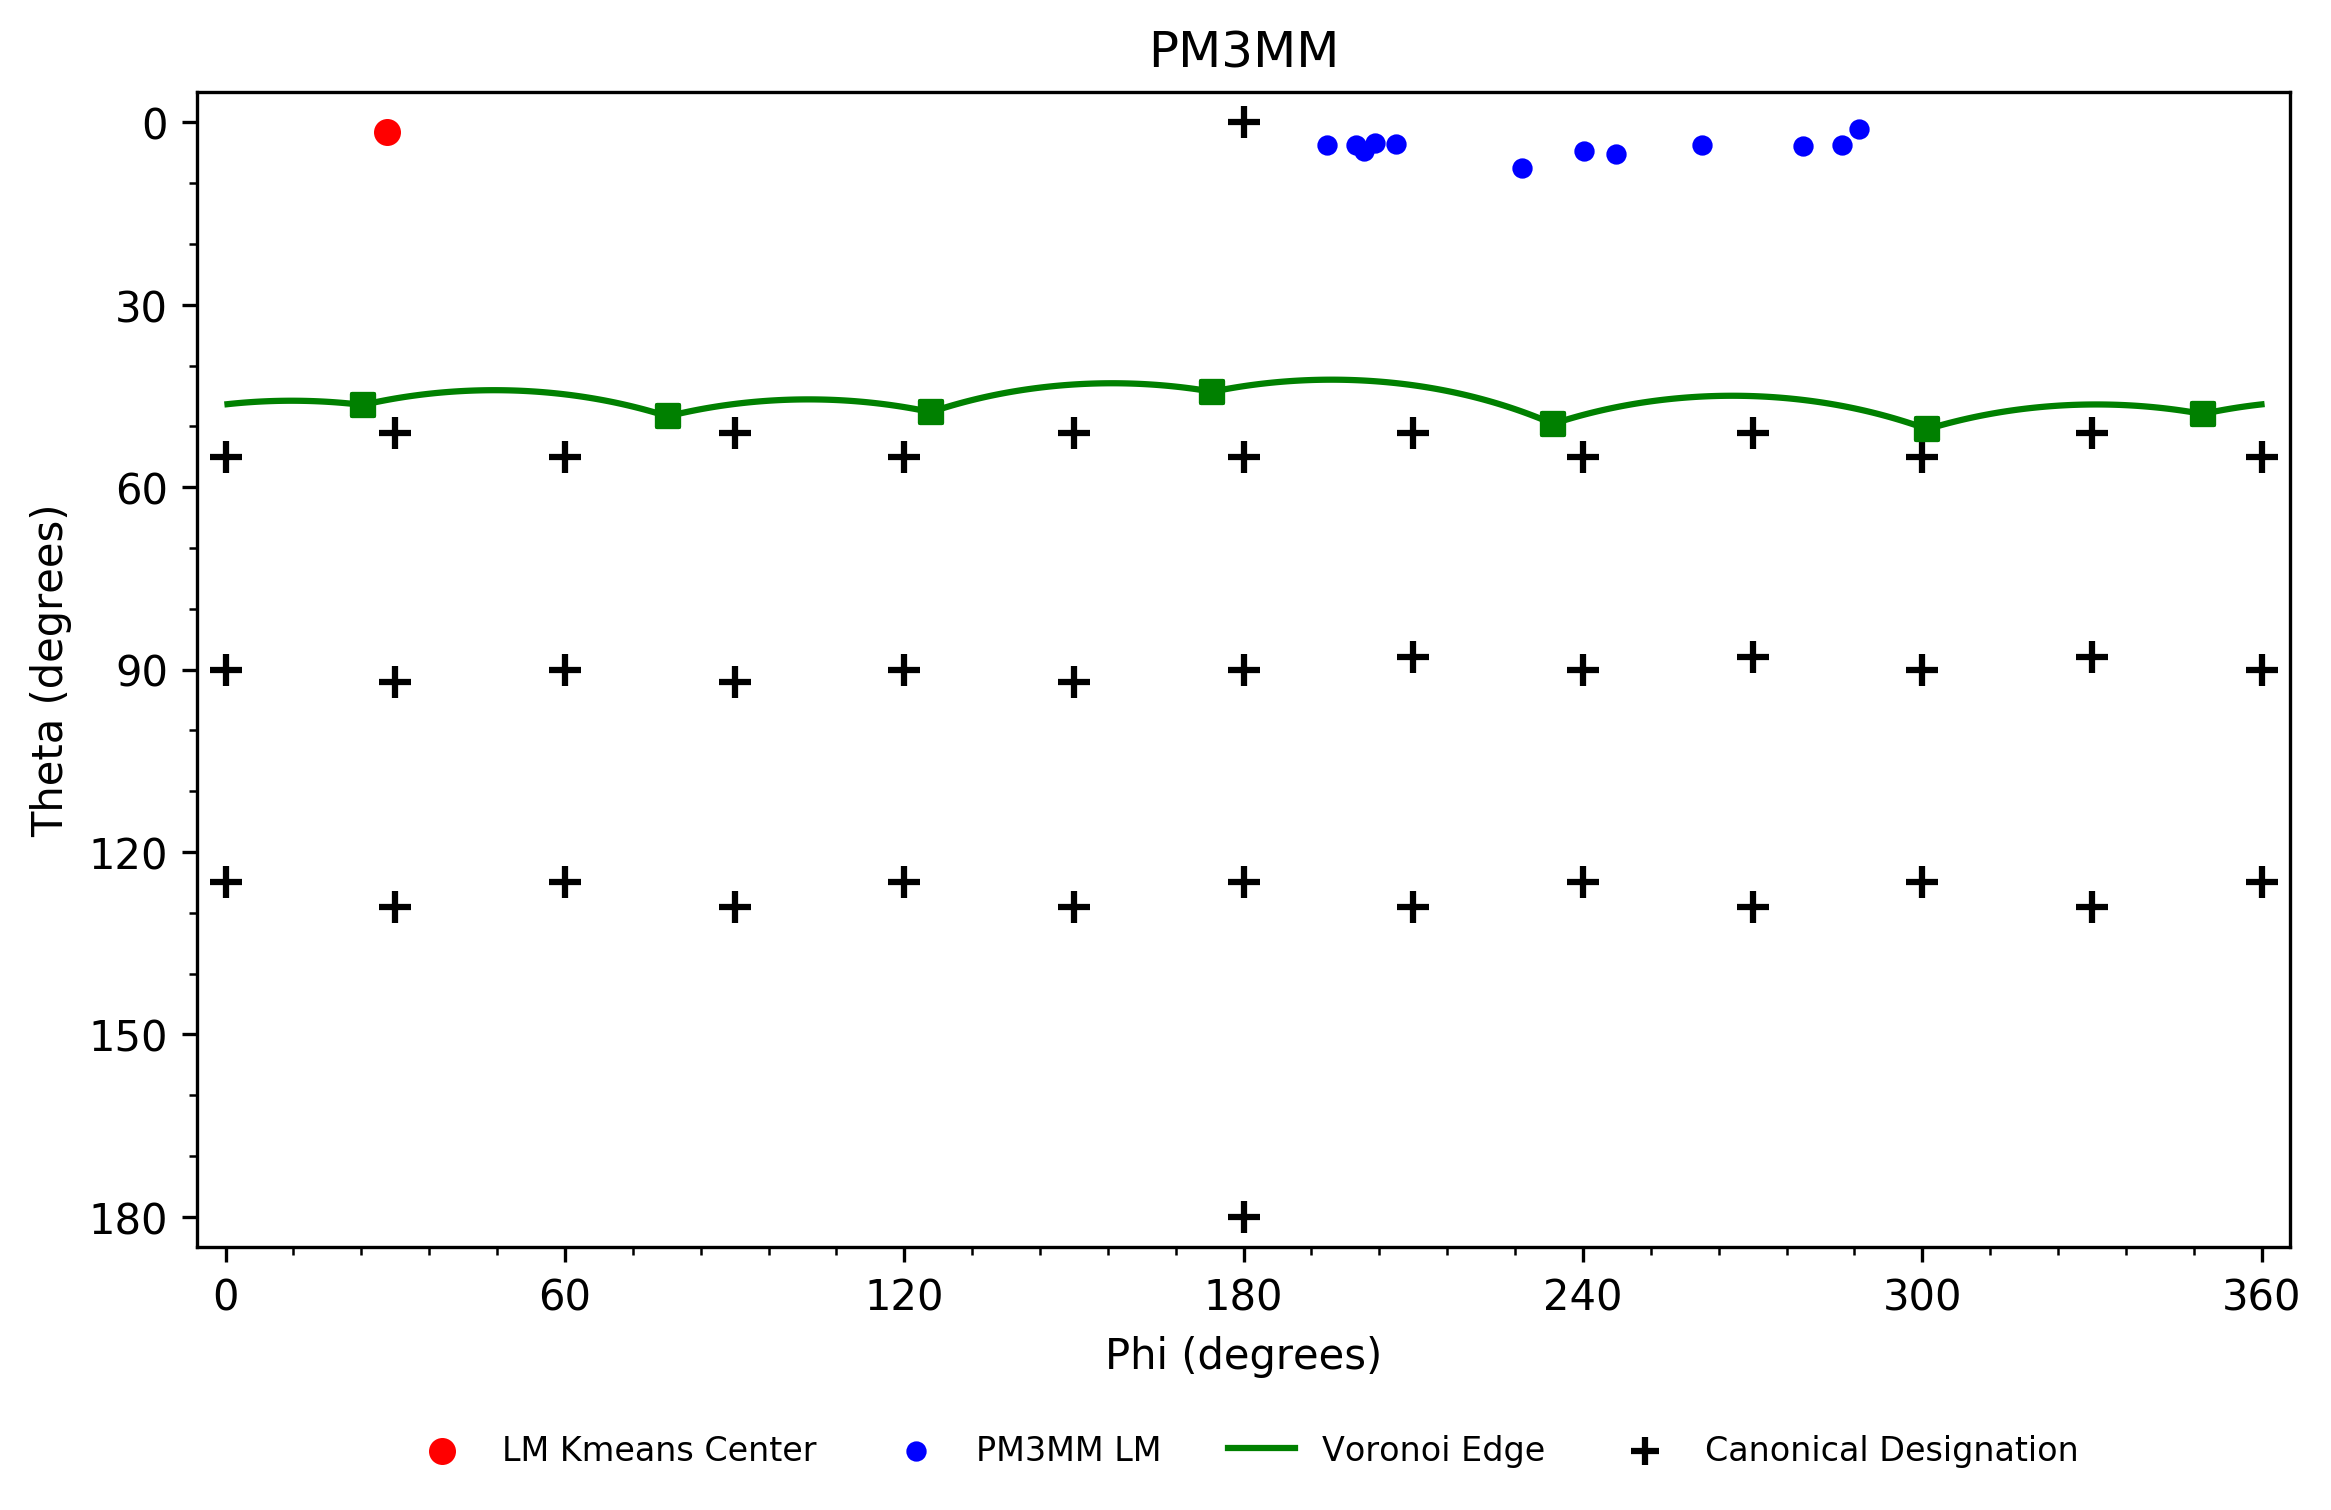 PM3MM
0
30
60
90
120
150
180
Theta (degrees)
0 60 120 180 240 300 360
Phi (degrees)
LM Kmeans Center PM3MM LM Voronoi Edge Canonical Designation